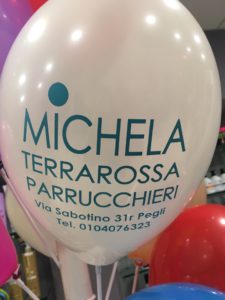 MICHELA
TERRAROSSA
PARRUCCHIERI
Via Sabotino 31r Pegli
Tel. 0104076323